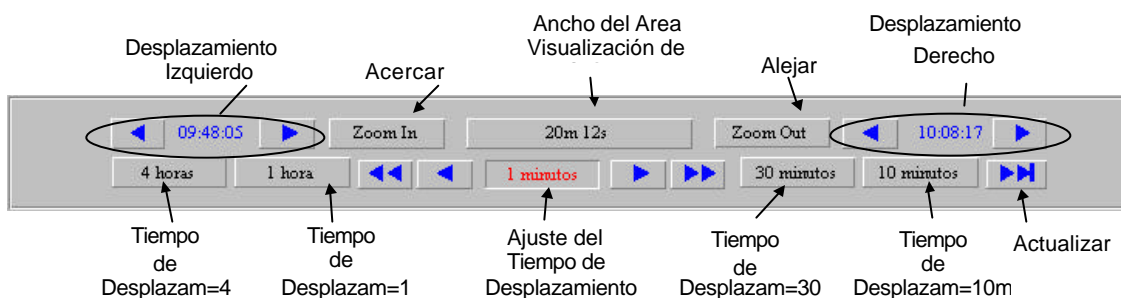 Desplazamiento
Izquierdo
Acercar
Ancho del Area
Visualización de
Alejar
Desplazamiento
Derecho
09:48:05
Zoom In
20m 12s
Zoom Out
10:08:17
4 horas
1 hora
1 minutos
30 minutos
10 minutos
Tiempo
de
Desplazam=4
Tiempo
de
Desplazam=1
Ajuste del
Tiempo de
Desplazamiento
Tiempo
de
Desplazam=30
Tiempo
de
Desplazam=10m
Actualizar